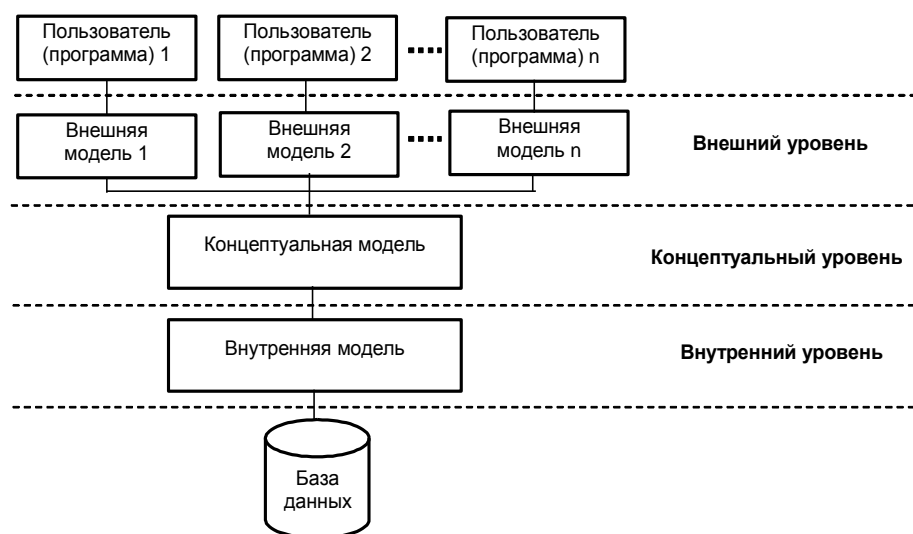 Пользователь
(программа) 1
Пользователь
(программа) 2
Пользователь
(программа) n
Внешняя
модель 1
Внешняя
модель 2
Внешняя
модель n
Внешний уровень
Концептуальная модель
Концептуальный уровень
Внутренняя модель
Внутренний уровень
База
данных